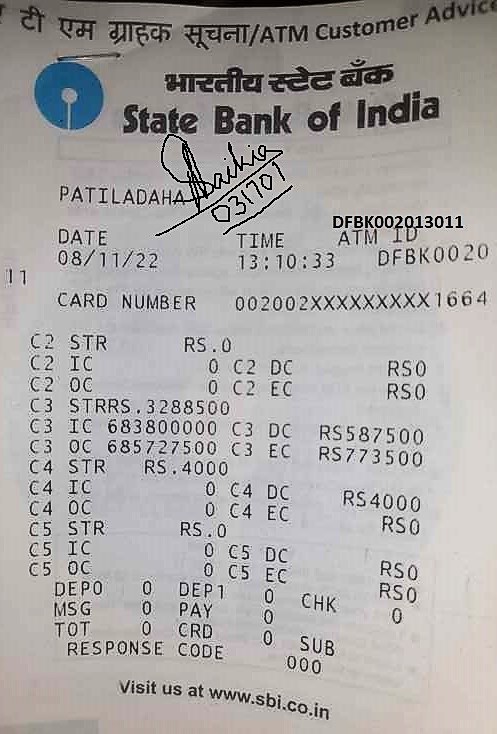 टी एम ग्राहक सूचना/ATM Customer Advice
भारतीय स्टेट बैंक
State Bank of India
PATILADAHA
031701
DFBK002013011
DATE TIME ATM ID
08/11/22 13:10:33 DFBK0020
11
CARD NUMBER 002002XXXXXXXXX1664
C2 STR RS.0
C2 IC 0 C2 DC RS0
C2 OC 0 C2 EC RS0
C3 STRRS.3288500
C3 IC 683800000 C3 DC RS587500
C3 OC 685727500 C3 EC RS773500
C4 STR RS.4000
C4 IC 0 C4 DC RS4000
C4 OC 0 C4 EC RS0
C5 STR RS.0
C5 IC 0 C5 DC RS0
C5 OC 0 C5 EC RS0
DEP0 0 DEP1 0 CHK 0
MSG 0 PAY 0
TOT 0 CRD 0 SUB
RESPONSE CODE 000
Visit us at www.sbi.co.in